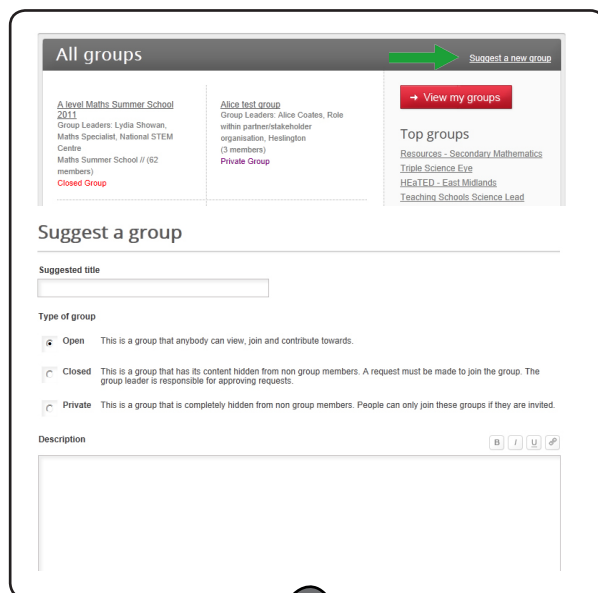 All groups
Suggest a new group
A level Maths Summer School
2011
Group Leaders: Lydia Showan,
Maths Specialist, National STEM
Centre
Maths Summer School // (62
members)
Closed Group
Alice test group
Group Leaders: Alice Coates, Role
within partner/stakeholder
organisation, Heslington
(3 members)
Private Group
→ View my groups
Top groups
Resources - Secondary Mathematics
Triple Science Eye
HEaTED - East Midlands
Teaching Schools Science Lead
Suggest a group
Suggested title
Type of group
Open This is a group that anybody can view, join and contribute towards.
Closed This is a group that has its content hidden from non group members. A request must be made to join the group. The
group leader is responsible for approving requests.
Private This is a group that is completely hidden from non group members. People can only join these groups if they are invited.
Description
B I U